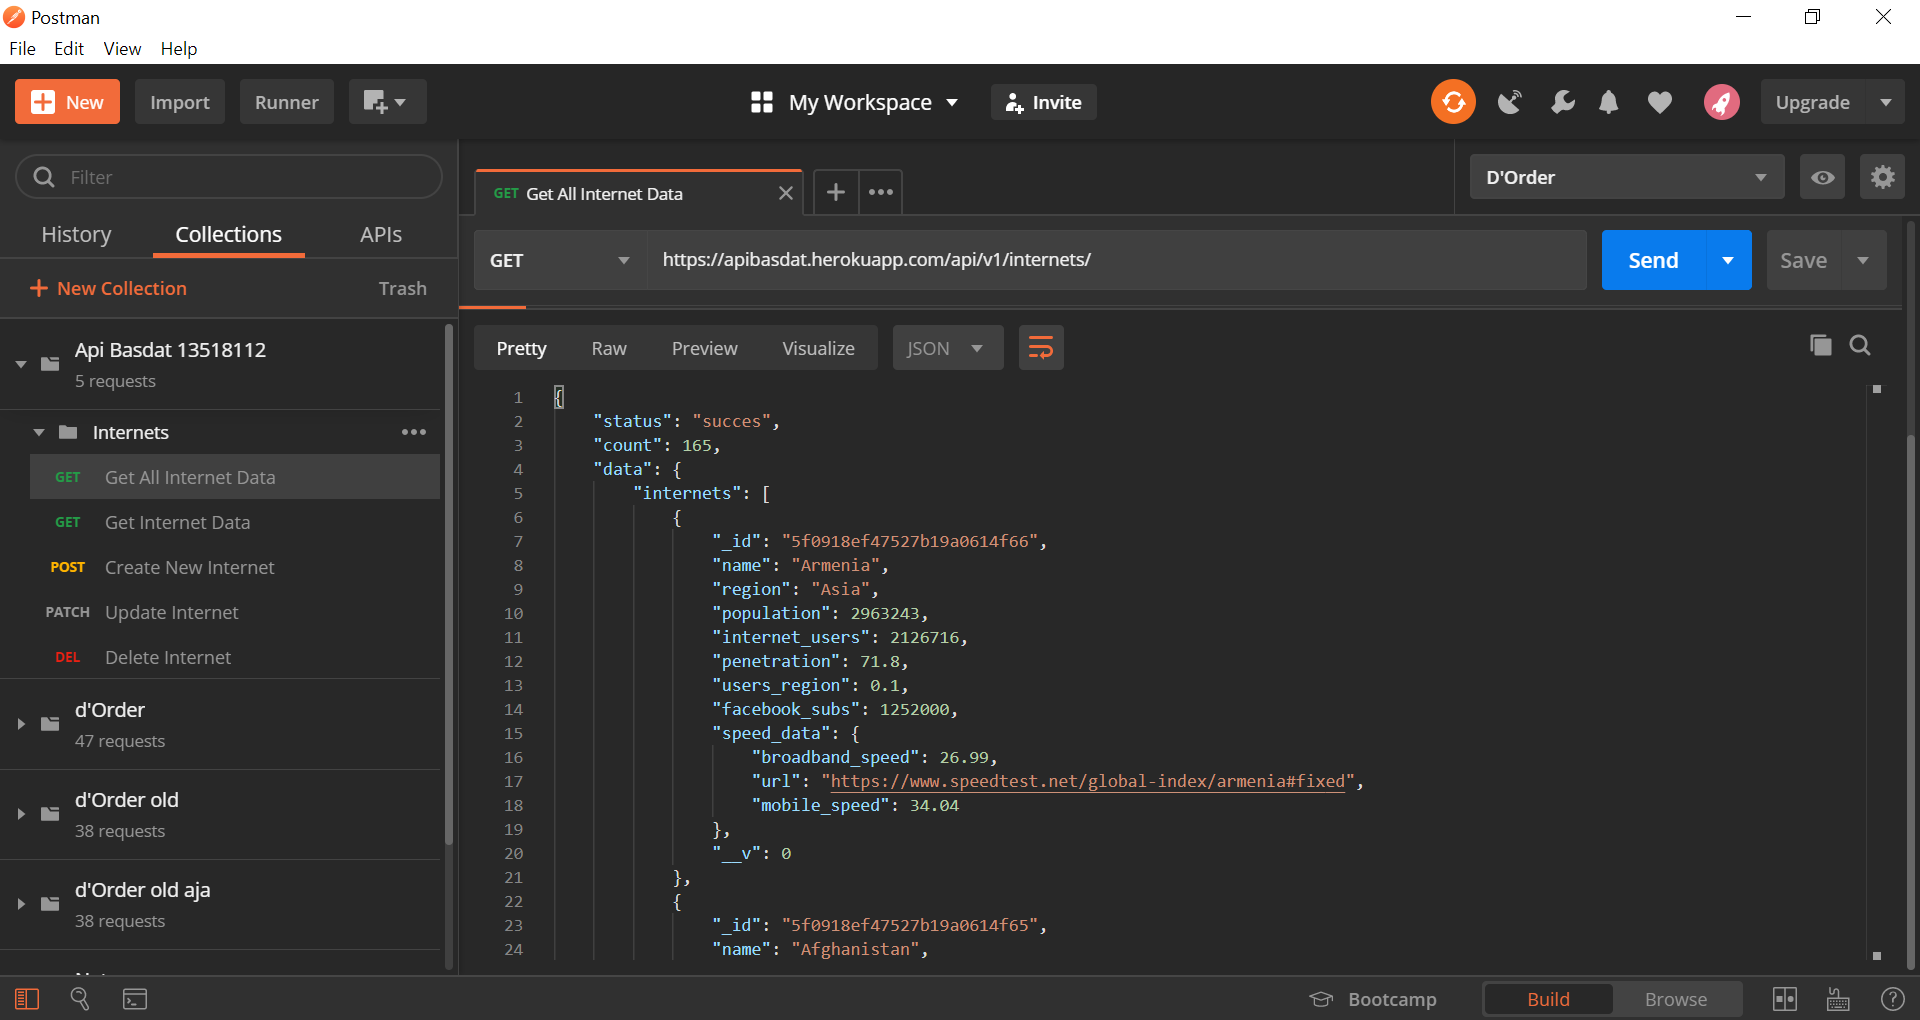 Postman
File Edit View Help
New Import Runner My Workspace Invite Upgrade
Filter
History Collections APIs
+ New Collection Trash
Api Basdat 13518112
5 requests
Internets •••
GET Get All Internet Data
GET Get Internet Data
POST Create New Internet
PATCH Update Internet
DEL Delete Internet
d'Order
47 requests
d'Order old
38 requests
d'Order old aja
38 requests
GET Get All Internet Data
D'Order
GET https://apibasdat.herokuapp.com/api/v1/internets/ Send Save
Pretty Raw Preview Visualize JSON
1 {
2 "status": "succes",
3 "count": 165,
4 "data": {
5 "internets": [
6 {
7 "_id": "5f0918ef47527b19a0614f66",
8 "name": "Armenia",
9 "region": "Asia",
10 "population": 2963243,
11 "internet_users": 2126716,
12 "penetration": 71.8,
13 "users_region": 0.1,
14 "facebook_subs": 1252000,
15 "speed_data": {
16 "broadband_speed": 26.99,
17 "url": "https://www.speedtest.net/global-index/armenia#fixed",
18 "mobile_speed": 34.04
19 },
20 "__v": 0
21 },
22 {
23 "_id": "5f0918ef47527b19a0614f65",
24 "name": "Afghanistan",
Bootcamp Build Browse